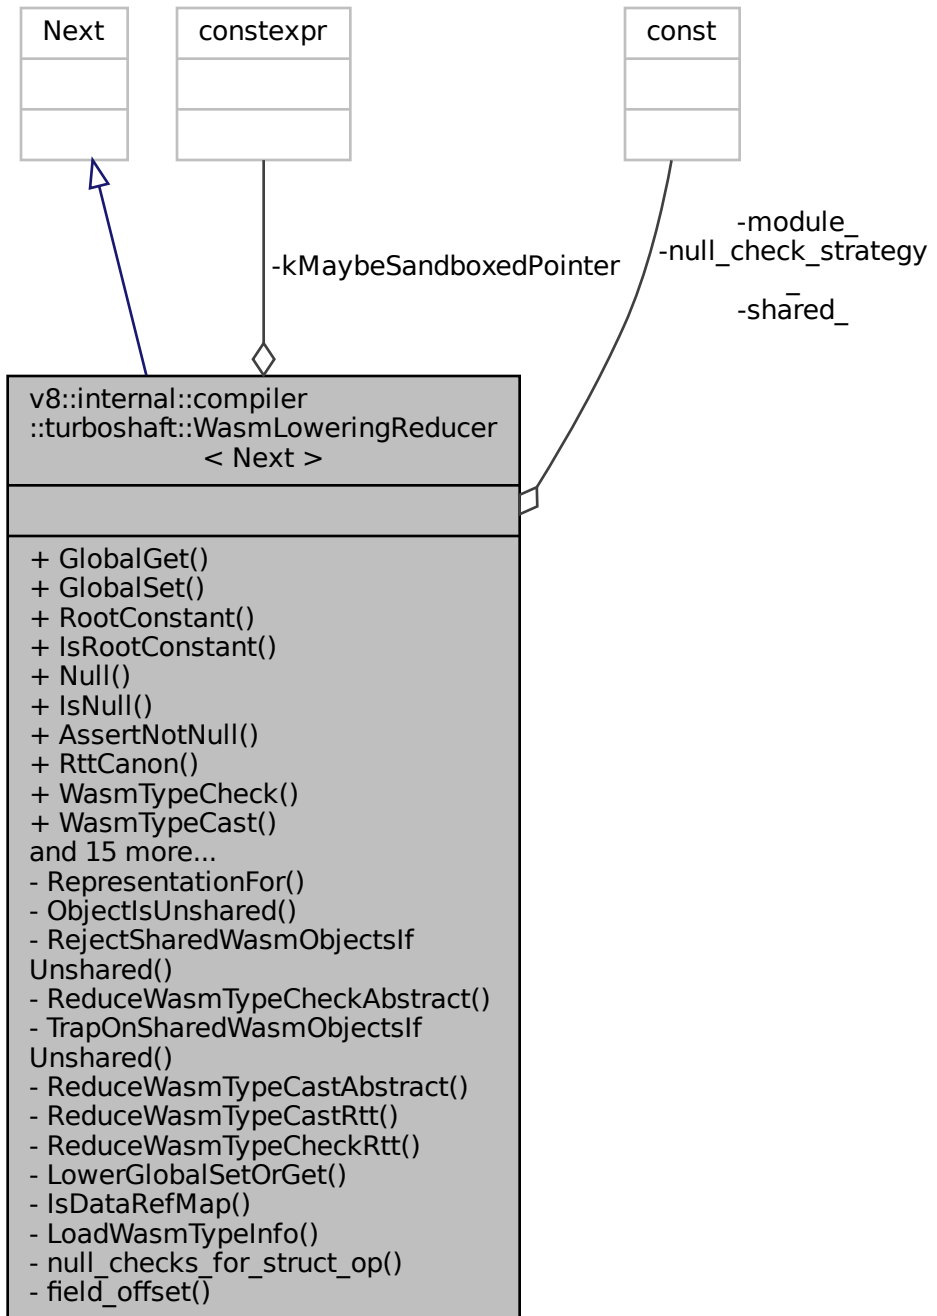 Next
constexpr
const
-kMaybeSandboxedPointer
-module_
-null_check_strategy
_
-shared_
v8::internal::compiler
::turboshaft::WasmLoweringReducer
< Next >
+ GlobalGet()
+ GlobalSet()
+ RootConstant()
+ IsRootConstant()
+ Null()
+ IsNull()
+ AssertNotNull()
+ RttCanon()
+ WasmTypeCheck()
+ WasmTypeCast()
and 15 more...
- RepresentationFor()
- ObjectIsUnshared()
- RejectSharedWasmObjectsIf
Unshared()
- ReduceWasmTypeCheckAbstract()
- TrapOnSharedWasmObjectsIf
Unshared()
- ReduceWasmTypeCastAbstract()
- ReduceWasmTypeCastRtt()
- ReduceWasmTypeCheckRtt()
- LowerGlobalSetOrGet()
- IsDataRefMap()
- LoadWasmTypeInfo()
- null_checks_for_struct_op()
- field_offset()